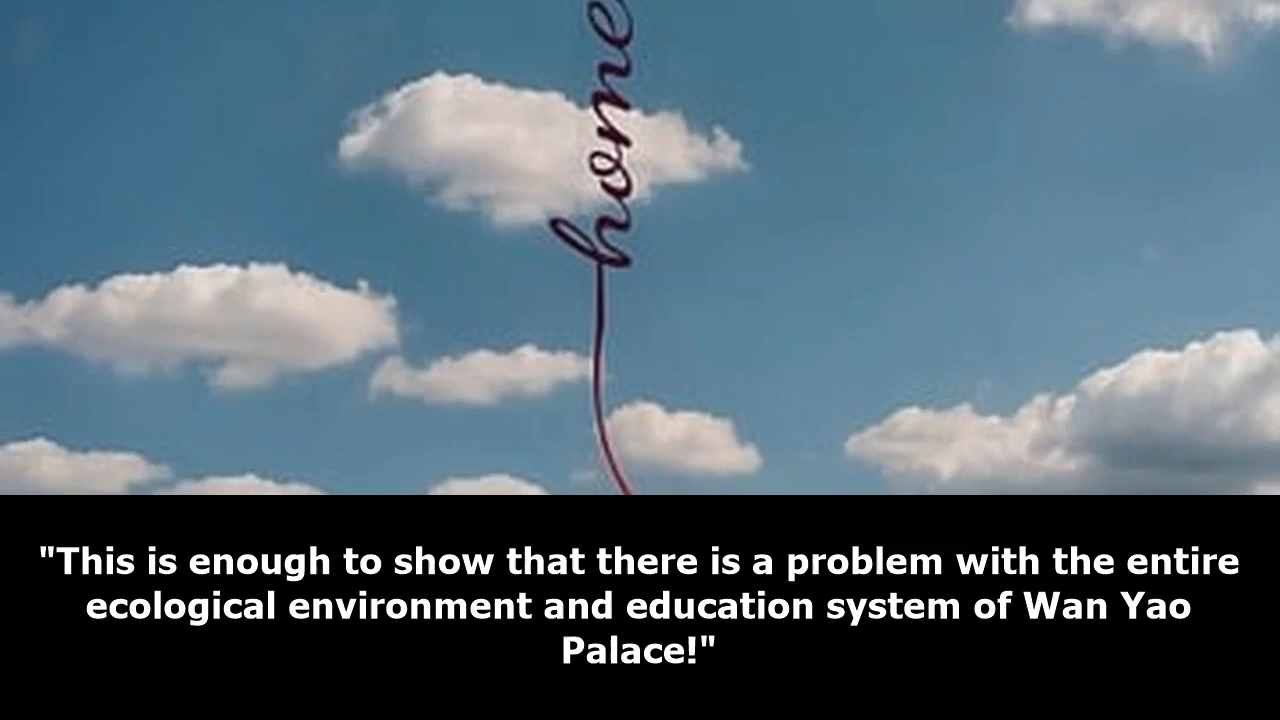 home
"This is enough to show that there is a problem with the entire
ecological environment and education system of Wan Yao
Palace!"